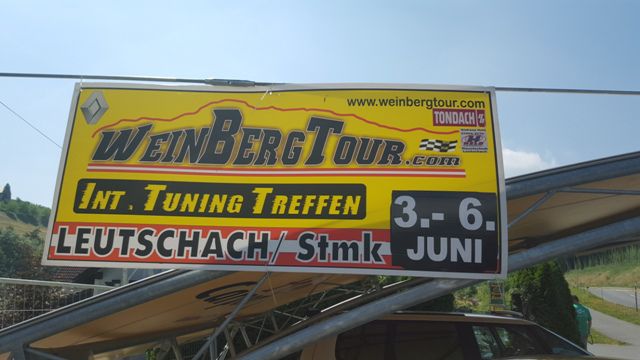 www.weinbergtour.com
TONDACH
WEINBERGTOUR.com
INT. TUNING TREFFEN
3.- 6.
JUNI
LEUTSCHACH/ Stmk